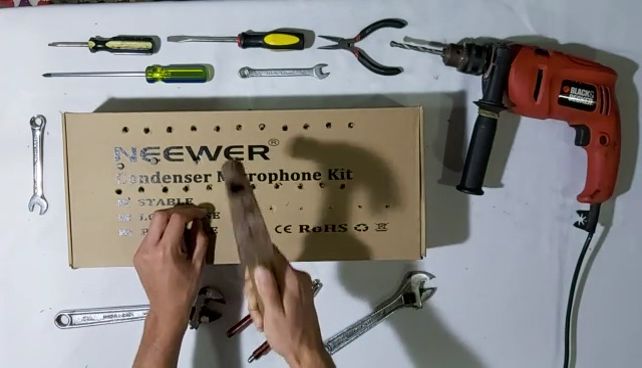 NEEWER®
Condenser Microphone Kit
STABLE
CE RoHS
BLACK&
DECKER